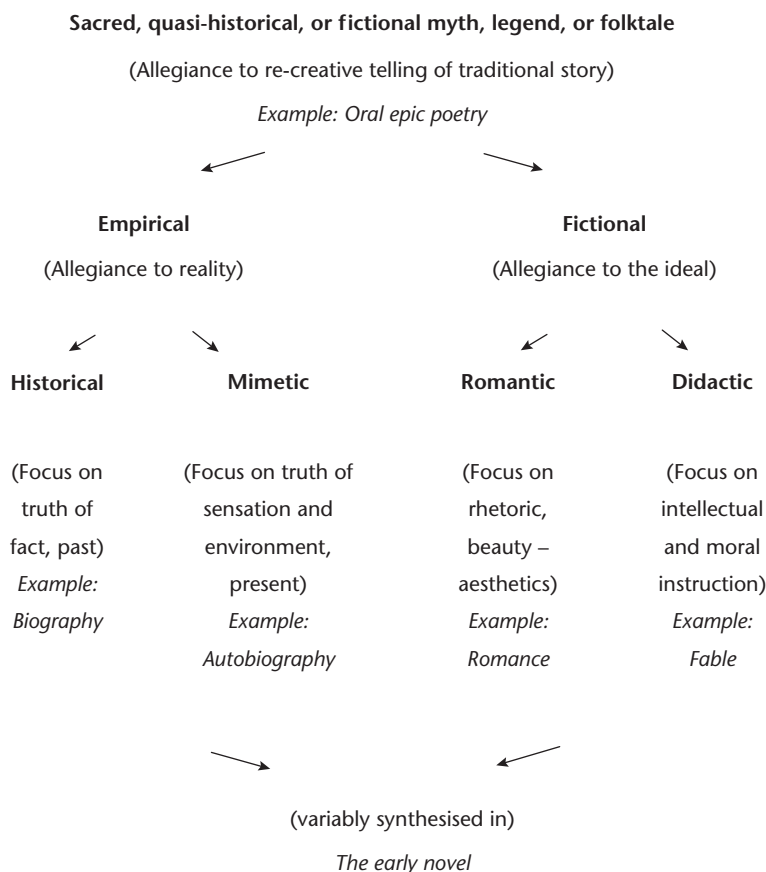 Sacred, quasi-historical, or fictional myth, legend, or folktale
(Allegiance to re-creative telling of traditional story)
Example: Oral epic poetry
Empirical
(Allegiance to reality)
Fictional
(Allegiance to the ideal)
Historical
Mimetic
Romantic
Didactic
(Focus on
truth of
fact, past)
Example:
Biography
(Focus on truth of
sensation and
environment,
present)
Example:
Autobiography
(Focus on
rhetoric,
beauty –
aesthetics)
Example:
Romance
(Focus on
intellectual
and moral
instruction)
Example:
Fable
(variably synthesised in)
The early novel